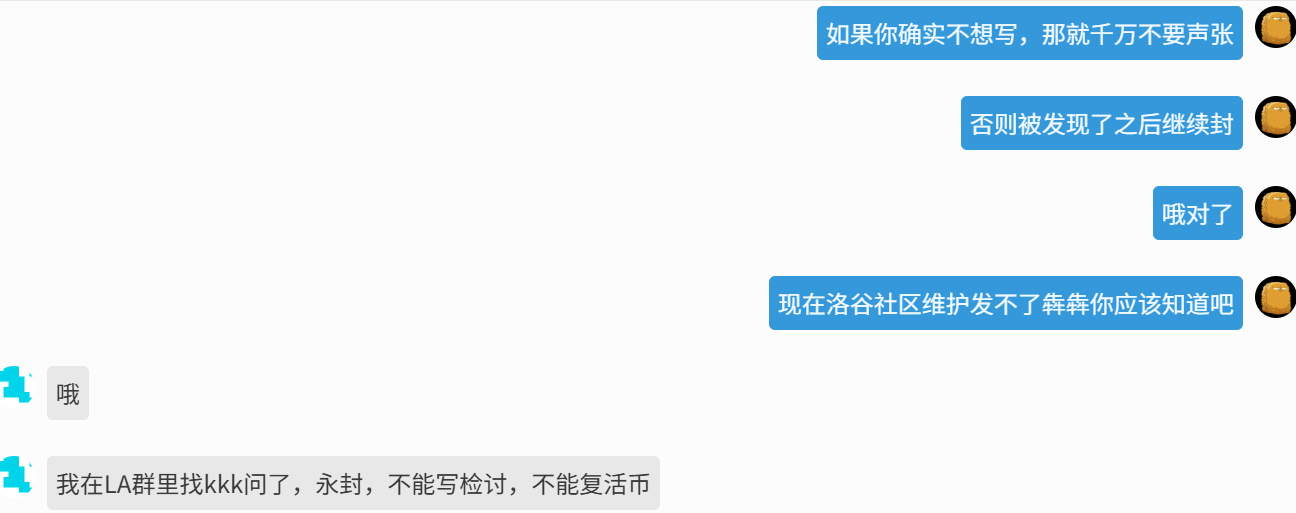 如果你确实不想写，那就千万不要声张
否则被发现了之后继续封
哦对了
现在洛谷社区维护发不了犇犇你应该知道吧
哦
我在LA群里找kkk问了，永封，不能写检讨，不能复活币